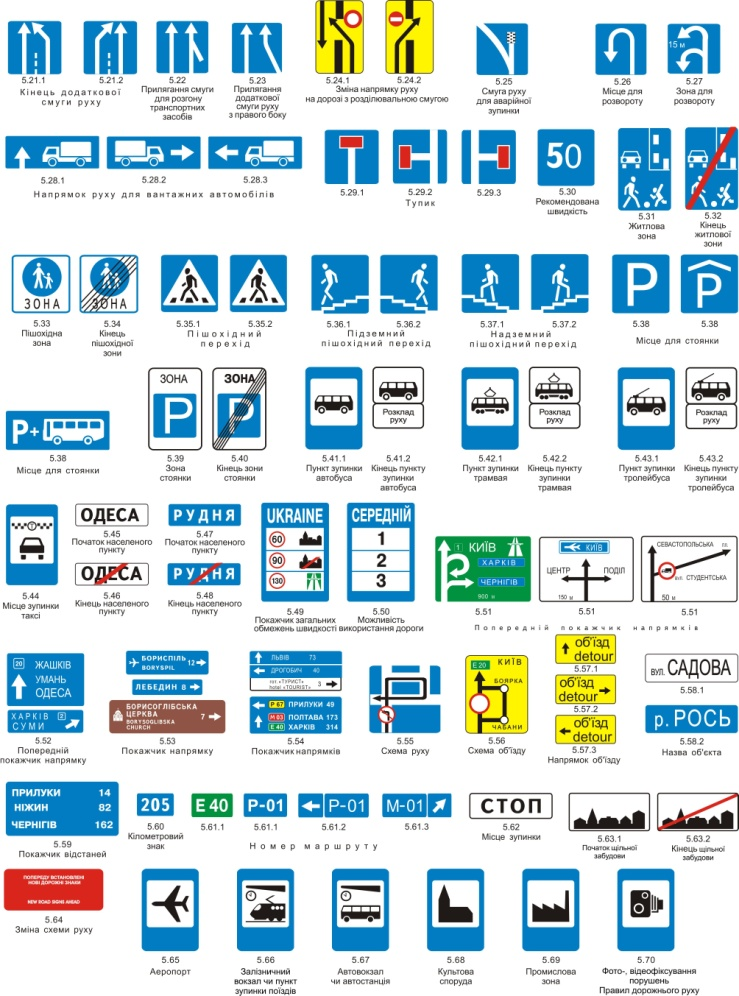 5.21.1
5.21.2
Кінець додаткової
смуги руху
5.22
Прилягання смуги
для розгону
транспортних
засобів
5.23
Прилягання
додаткової
смуги руху
з правого боку
5.24.1
5.24.2
Зміна напрямку руху
на дорозі з розділювальною смугою
5.25
Смуга руху
для аварійної
зупинки
5.26
Місце для
розвороту
15 м
5.27
Зона для
розвороту
5.28.1
5.28.2
5.28.3
Напрямок руху для вантажних автомобілів
5.29.1
5.29.2
5.29.3
Тупик
50
5.30
Рекомендована
швидкість
5.31
Житлова
зона
5.32
Кінець
житлової
зони
ЗОНА
5.33
Пішохідна
зона
ЗОНА
5.34
Кінець
пішохідної
зони
5.35.1
5.35.2
Пішохідний
перехід
5.36.1
5.36.2
Підземний
пішохідний перехід
5.37.1
5.37.2
Надземний
пішохідний перехід
P
5.38
P
5.38
Місце для стоянки
P+
5.38
Місце для стоянки
ЗОНА
P
5.39
Зона
стоянки
ЗОНА
P
5.40
Кінець зони
стоянки
5.41.1
Пункт зупинки
автобуса
Розклад
руху
5.41.2
Кінець пункту
зупинки
автобуса
5.42.1
Пункт зупинки
трамвая
Розклад
руху
5.42.2
Кінець пункту
зупинки
трамвая
5.43.1
Пункт зупинки
тролейбуса
Розклад
руху
5.43.2
Кінець пункту
зупинки
тролейбуса
5.44
Місце зупинки
таксі
ОДЕСА
5.45
Початок населеного
пункту
РУДНЯ
5.47
Початок населеного
пункту
ОДЕСА
5.46
Кінець населеного
пункту
РУДНЯ
5.48
Кінець населеного
пункту
UKRAINE
60
90
130
5.49
Покажчик загальних
обмежень швидкості
СЕРЕДНІЙ
1
2
3
5.50
Можливість
використання дороги
1 КИЇВ
ХАРКІВ
ЧЕРНІГІВ
900 м
5.51
КИЇВ
ЦЕНТР
ПОДІЛ
150 м
5.51
СЕВАСТОПОЛЬСЬКА пл.
вул. СТУДЕНТСЬКА
50 м
5.51
Попередній покажчик напрямків
20 ЖАШКІВ
УМАНЬ
ОДЕСА
ХАРКІВ
СУМИ
5.52
Попередній
покажчик напрямку
БОРИСПІЛЬ
BORYSPIL
12
ЛЕБЕДИН 8
БОРИСОГЛІБСЬКА
ЦЕРКВА
BORYSOGLIBSKA
CHURCH
7
5.53
Покажчик напрямку
ЛЬВІВ 73
ДРОГОБИЧ 40
гот. «ТУРИСТ»
hotel «TOURIST»
3
P 67 ПРИЛУКИ 49
M 03 ПОЛТАВА 173
E 40 ХАРКІВ 314
5.54
Покажчик напрямків
5.55
Схема руху
E 20 КИЇВ
БОЯРКА
ЧАБАНИ
5.56
Схема об'їзду
об'їзд
detour
5.57.1
об'їзд
detour
5.57.2
об'їзд
detour
5.57.3
Напрямок об'їзду
вул. САДОВА
5.58.1
р. РОСЬ
5.58.2
Назва об'єкта
ПРИЛУКИ 14
НІЖИН 82
ЧЕРНІГІВ 162
5.59
Покажчик відстаней
205
5.60
Кілометровий
знак
E 40
5.61.1
P-01
5.61.1
P-01
5.61.2
M-01
5.61.3
Номер маршруту
СТОП
5.62
Місце зупинки
5.63.1
Початок щільної
забудови
5.63.2
Кінець щільної
забудови
ПОПЕРЕДУ ВСТАНОВЛЕНІ
НОВІ ДОРОЖНІ ЗНАКИ
NEW ROAD SIGNS AHEAD
5.64
Зміна схеми руху
5.65
Аеропорт
5.66
Залізничний
вокзал чи пункт
зупинки поїздів
5.67
Автовокзал
чи автостанція
5.68
Культова
споруда
5.69
Промислова
зона
5.70
Фото-, відеофіксування
порушень
Правил дорожнього руху